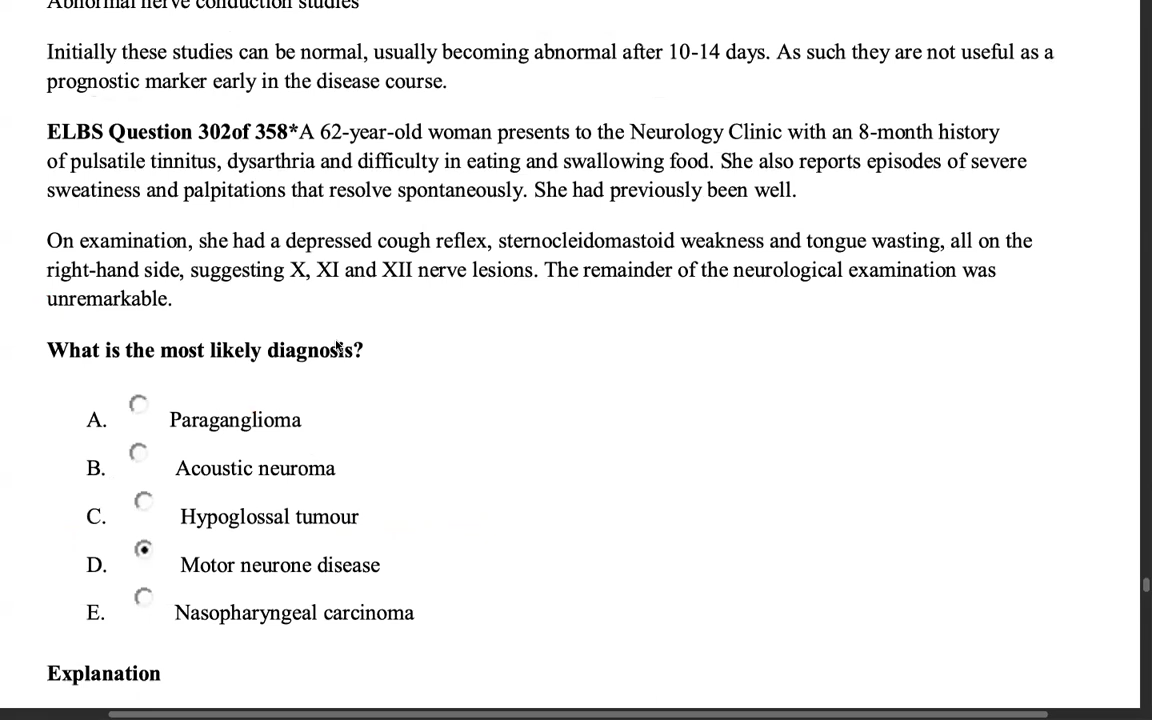 Abnormal nerve conduction studies
Initially these studies can be normal, usually becoming abnormal after 10-14 days. As such they are not useful as a
prognostic marker early in the disease course.
ELBS Question 302of 358*A 62-year-old woman presents to the Neurology Clinic with an 8-month history
of pulsatile tinnitus, dysarthria and difficulty in eating and swallowing food. She also reports episodes of severe
sweatiness and palpitations that resolve spontaneously. She had previously been well.
On examination, she had a depressed cough reflex, sternocleidomastoid weakness and tongue wasting, all on the
right-hand side, suggesting X, XI and XII nerve lesions. The remainder of the neurological examination was
unremarkable.
What is the most likely diagnosis?
A. Paraganglioma
B. Acoustic neuroma
C. Hypoglossal tumour
D. Motor neurone disease
E. Nasopharyngeal carcinoma
Explanation